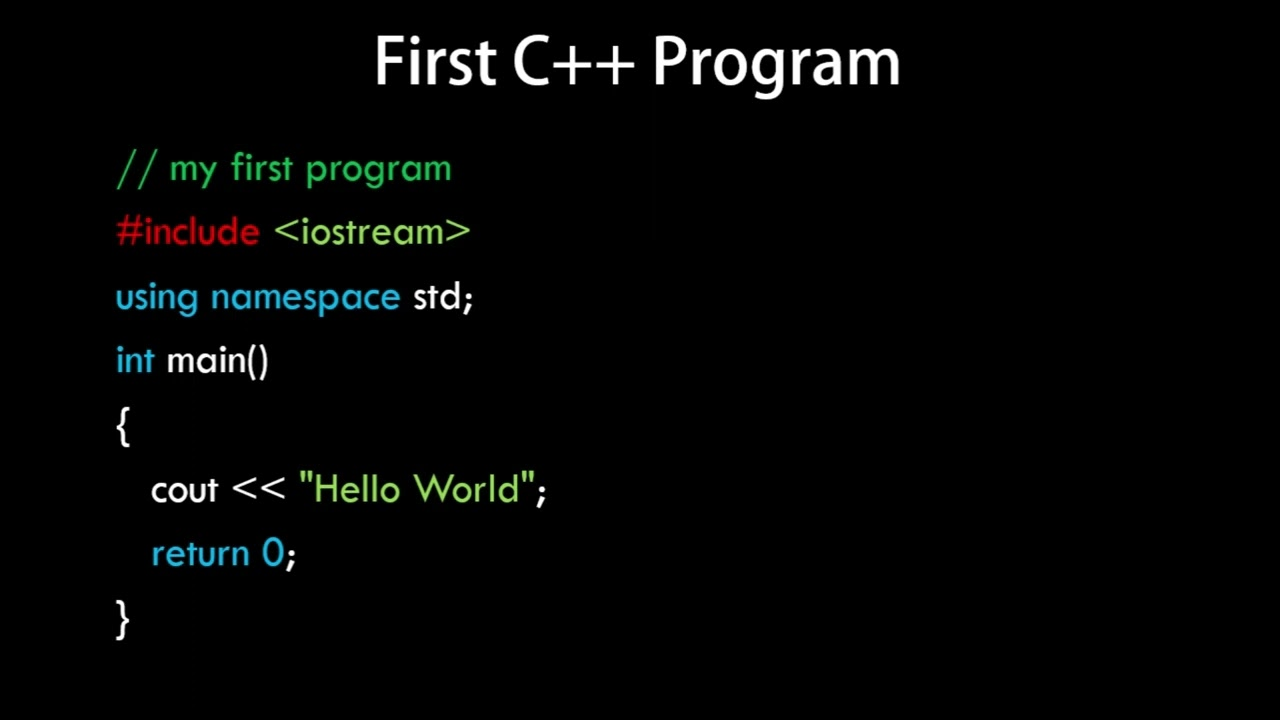 First C++ Program
// my first program
#include <iostream>
using namespace std;
int main()
{
cout << "Hello World";
return 0;
}